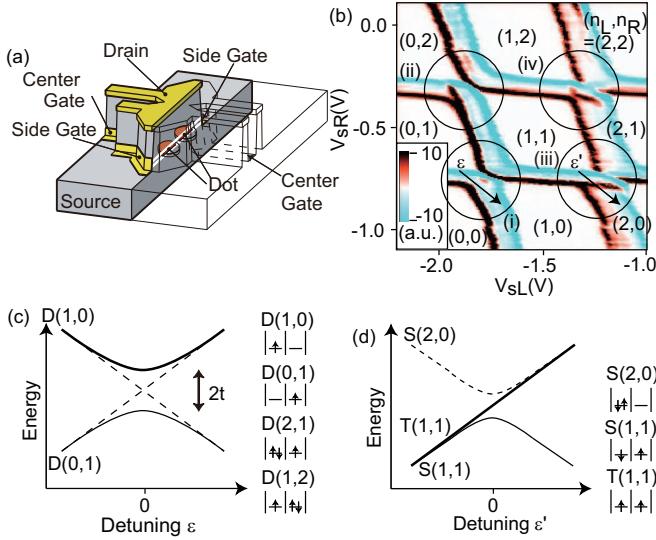 (a)
Drain
Side Gate
Center
Gate
Side Gate
Dot
Center
Gate
Source
(b)
0.0
-0.5
-1.0
VsR(V)
(0,2)
(1,2)
(nL,nR)
=(2,2)
(ii)
(iv)
(0,1)
(1,1)
(2,1)
(iii)
ε
ε'
10
-10
(a.u.)
(i)
(0,0)
(1,0)
(2,0)
-2.0
-1.5
-1.0
VsL(V)
(c)
D(1,0)
D(0,1)
2t
Energy
0
Detuning ε
D(1,0)
D(0,1)
D(2,1)
D(1,2)
(d)
S(2,0)
T(1,1)
S(1,1)
Energy
0
Detuning ε'
S(2,0)
S(1,1)
T(1,1)